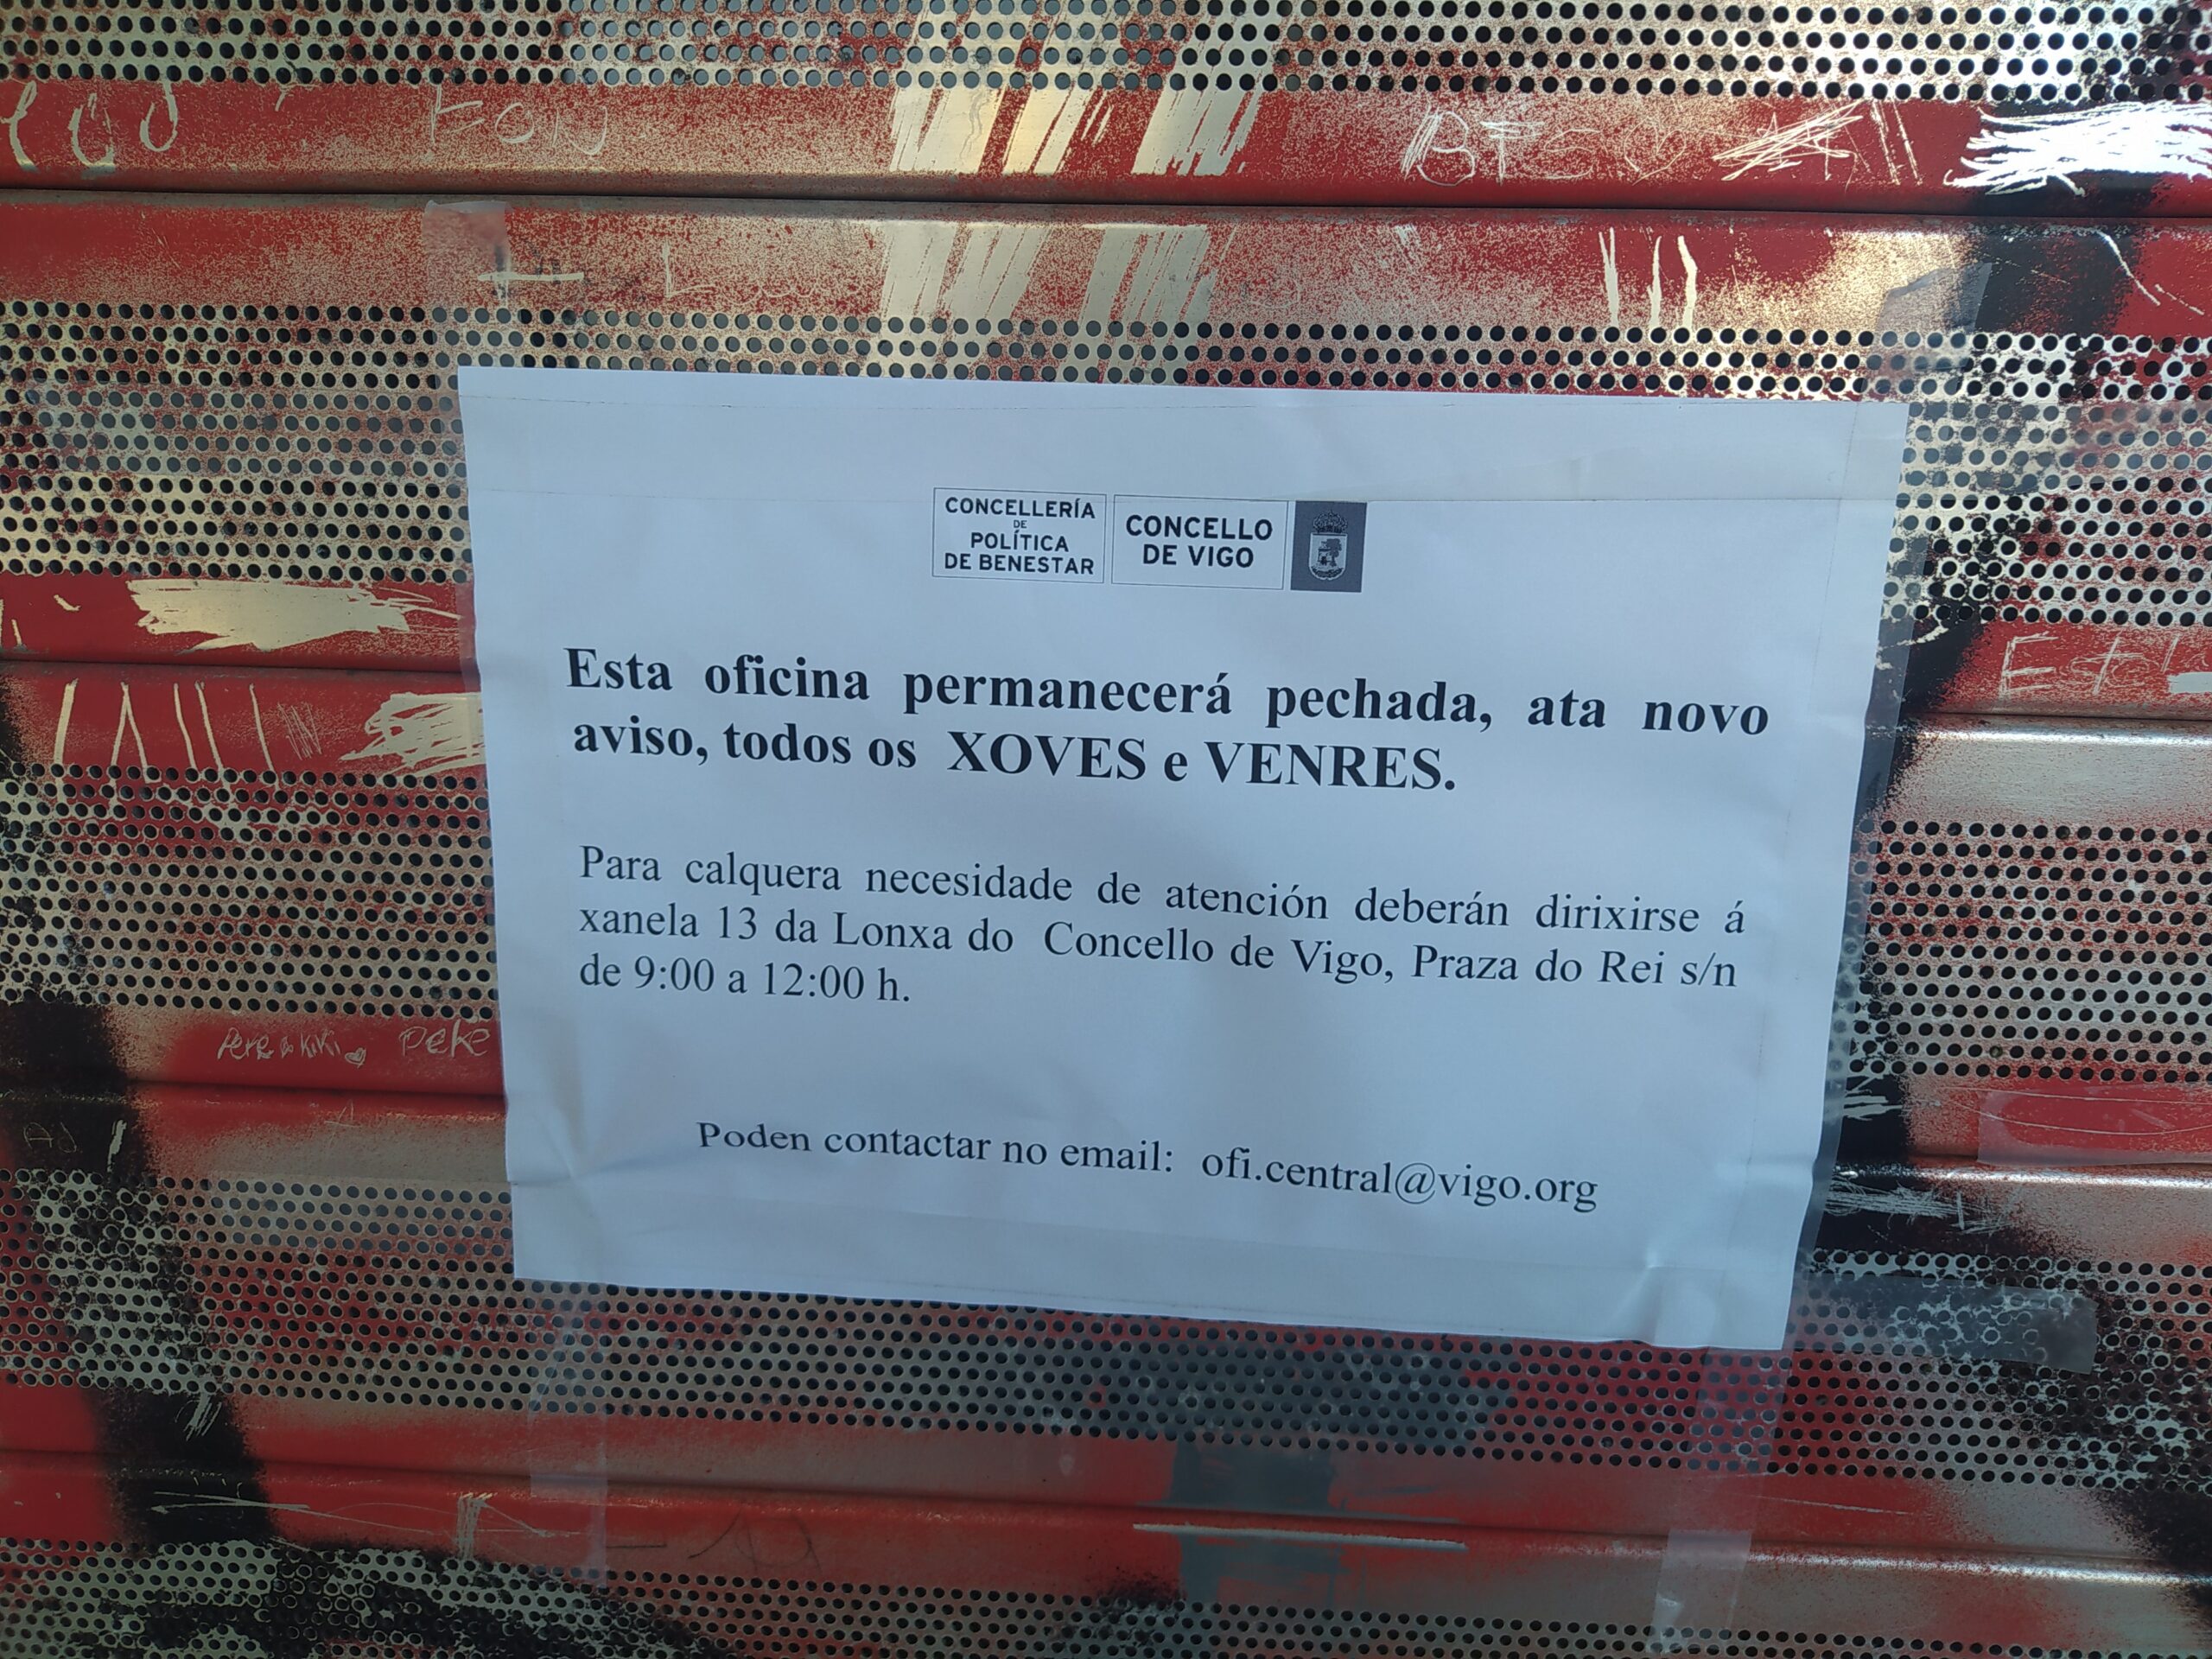 FON
CONCELLERÍA
DE
POLÍTICA
DE BENESTAR
CONCELLO
DE VIGO
Esta oficina permanecerá pechada, ata novo
aviso, todos os XOVES e VENRES.
Para calquera necesidade de atención deberán dirixirse á
xanela 13 da Lonxa do Concello de Vigo, Praza do Rei s/n
de 9:00 a 12:00 h.
peke
Poden contactar no email: ofi.central@vigo.org